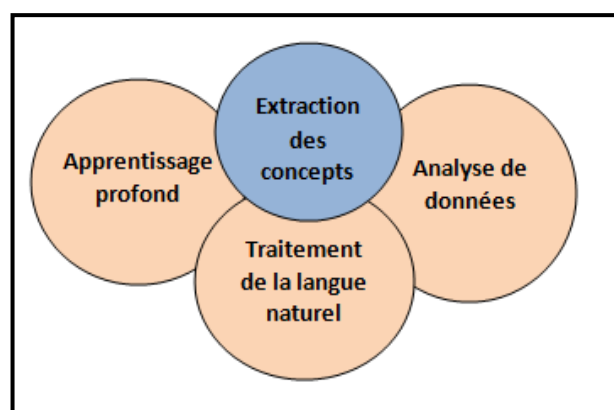 Extraction
des
concepts
Apprentissage
profond
Analyse de
données
Traitement
de la langue
naturel